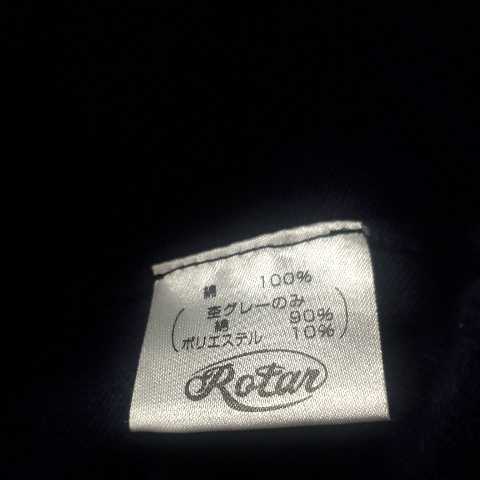 綿 100%
杢グレーのみ
綿 90%
ポリエステル 10%
Rotar